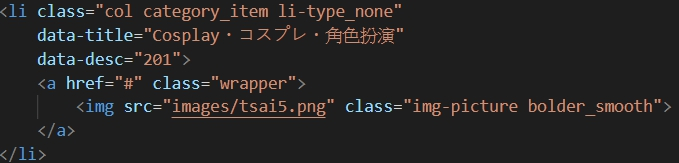 <li class="col category_item li-type_none"
data-title="Cosplay・コスプレ・角色扮演"
data-desc="201">
<a href="#" class="wrapper">
<img src="images/tsai5.png" class="img-picture bolder_smooth">
</a>
</li>